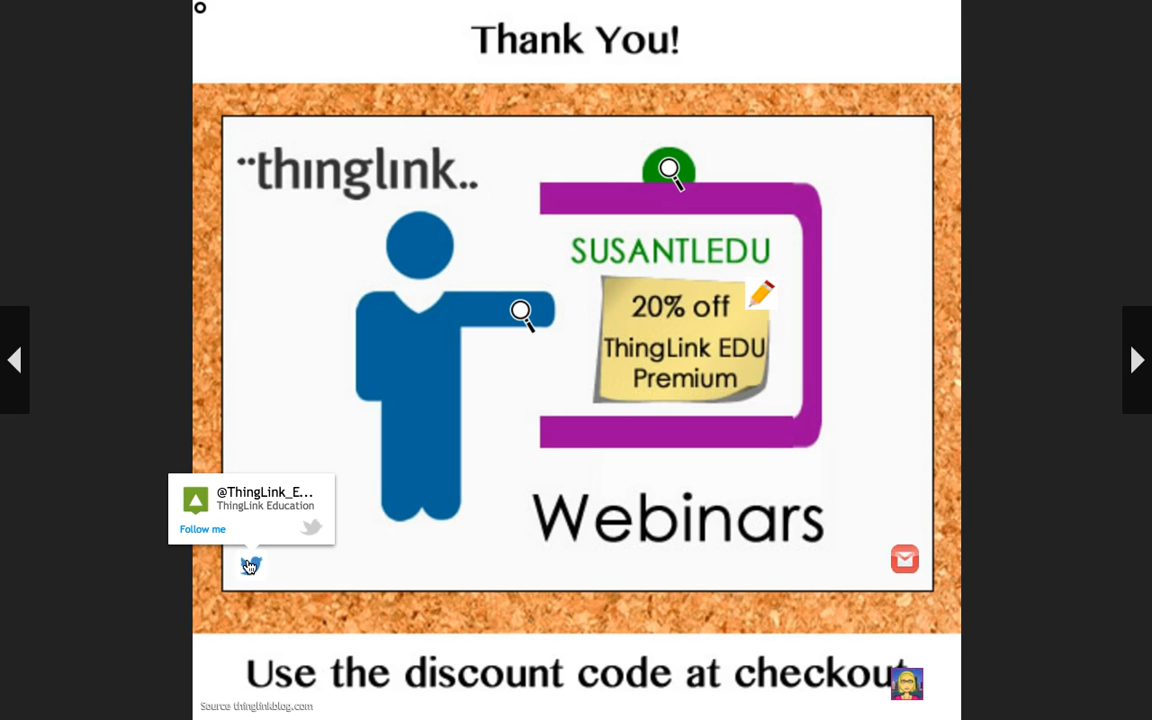 Thank You!
¨thınglınk..
SUSANTLEDU
20% off
ThingLink EDU
Premium
Webinars
@ThingLink_E...
ThingLink Education
Follow me
Use the discount code at checkout
Source thinglinkblog.com